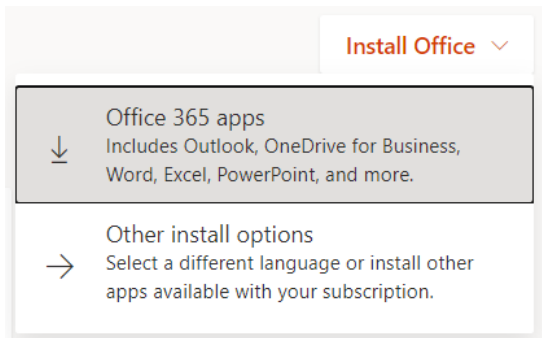 Install Office
Office 365 apps
Includes Outlook, OneDrive for Business,
Word, Excel, PowerPoint, and more.
Other install options
Select a different language or install other
apps available with your subscription.